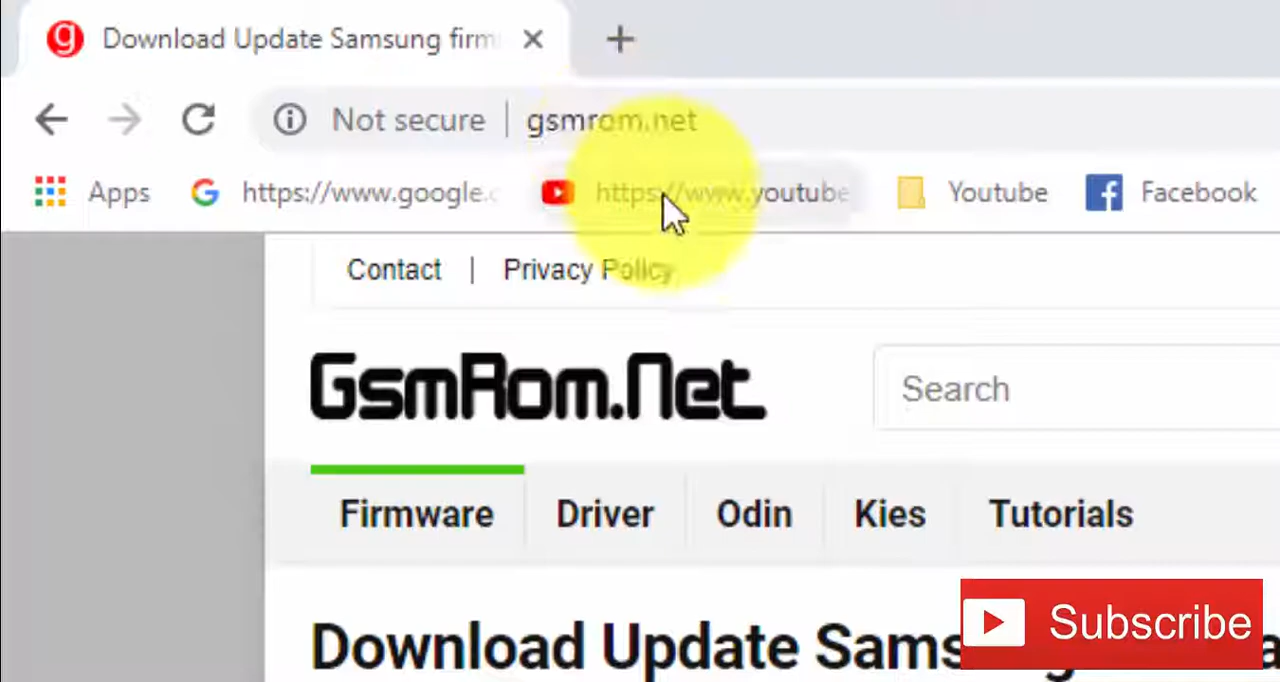 Download Update Samsung firm
Not secure gsmrom.net
Apps https://www.google.c https://www.youtube Youtube Facebook
Contact | Privacy Policy
GsmRom.Net Search
Firmware Driver Odin Kies Tutorials
Download Update Sams
Subscribe